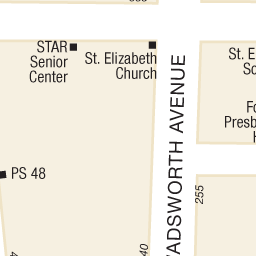 STAR
Senior
Center
St. Elizabeth
Church
St. E
Fo
Presb
PS 48
ADSWORTH AVENUE
255
40